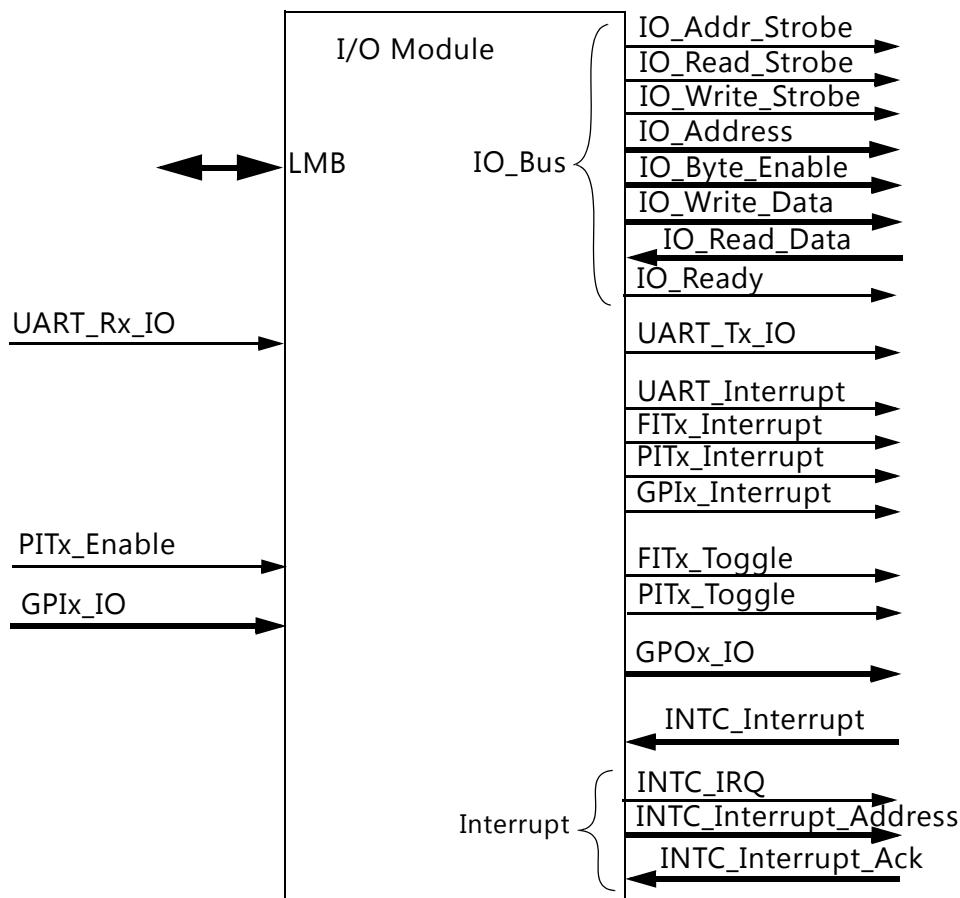 I/O Module
IO_Addr_Strobe
IO_Read_Strobe
IO_Write_Strobe
IO_Address
LMB
IO_Bus
IO_Byte_Enable
IO_Write_Data
IO_Read_Data
IO_Ready
UART_Rx_IO
UART_Tx_IO
UART_Interrupt
FITx_Interrupt
PITx_Interrupt
GPIx_Interrupt
PITx_Enable
FITx_Toggle
GPIx_IO
PITx_Toggle
GPOx_IO
INTC_Interrupt
INTC_IRQ
Interrupt
INTC_Interrupt_Address
INTC_Interrupt_Ack